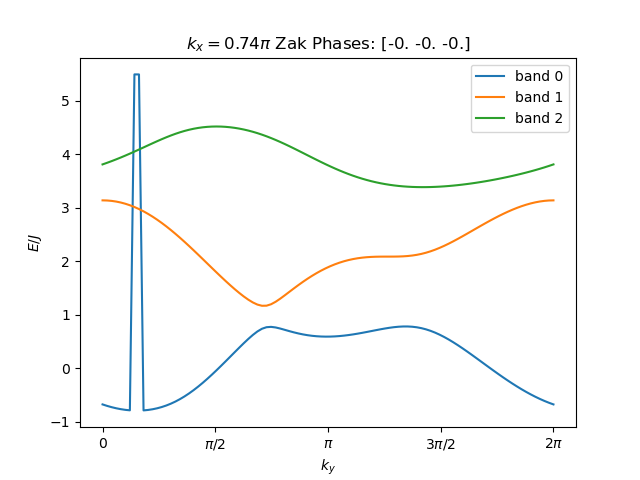 $k_x = 0.74\pi$ Zak Phases: [-0. -0. -0.]
band 0
band 1
band 2
E/J
5
4
3
2
1
0
−1
0
π/2
π
3π/2
2π
$k_y$